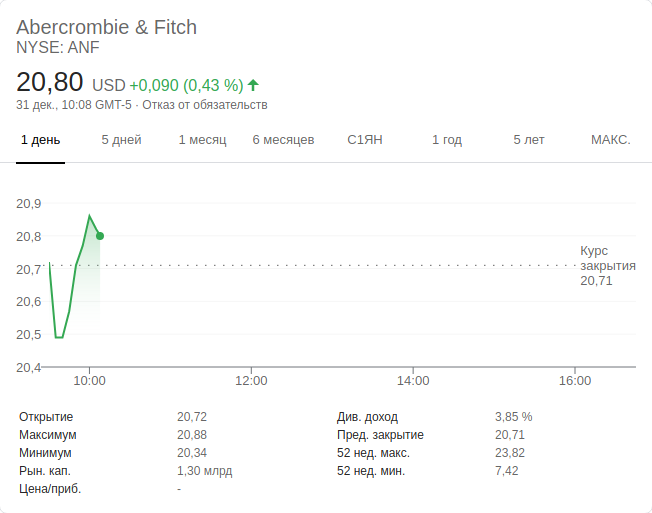 Abercrombie & Fitch
NYSE: ANF
20,80 USD +0,090 (0,43 %)
31 дек., 10:08 GMT-5 · Отказ от обязательств
1 день 5 дней 1 месяц 6 месяцев С1ЯН 1 год 5 лет МАКС.
20,9
20,8
20,7
20,6
20,5
20,4
Курс
закрытия
20,71
10:00 12:00 14:00 16:00
Открытие 20,72
Максимум 20,88
Минимум 20,34
Рын. кап. 1,30 млрд
Цена/приб. -
Див. доход 3,85 %
Пред. закрытие 20,71
52 нед. макс. 23,82
52 нед. мин. 7,42